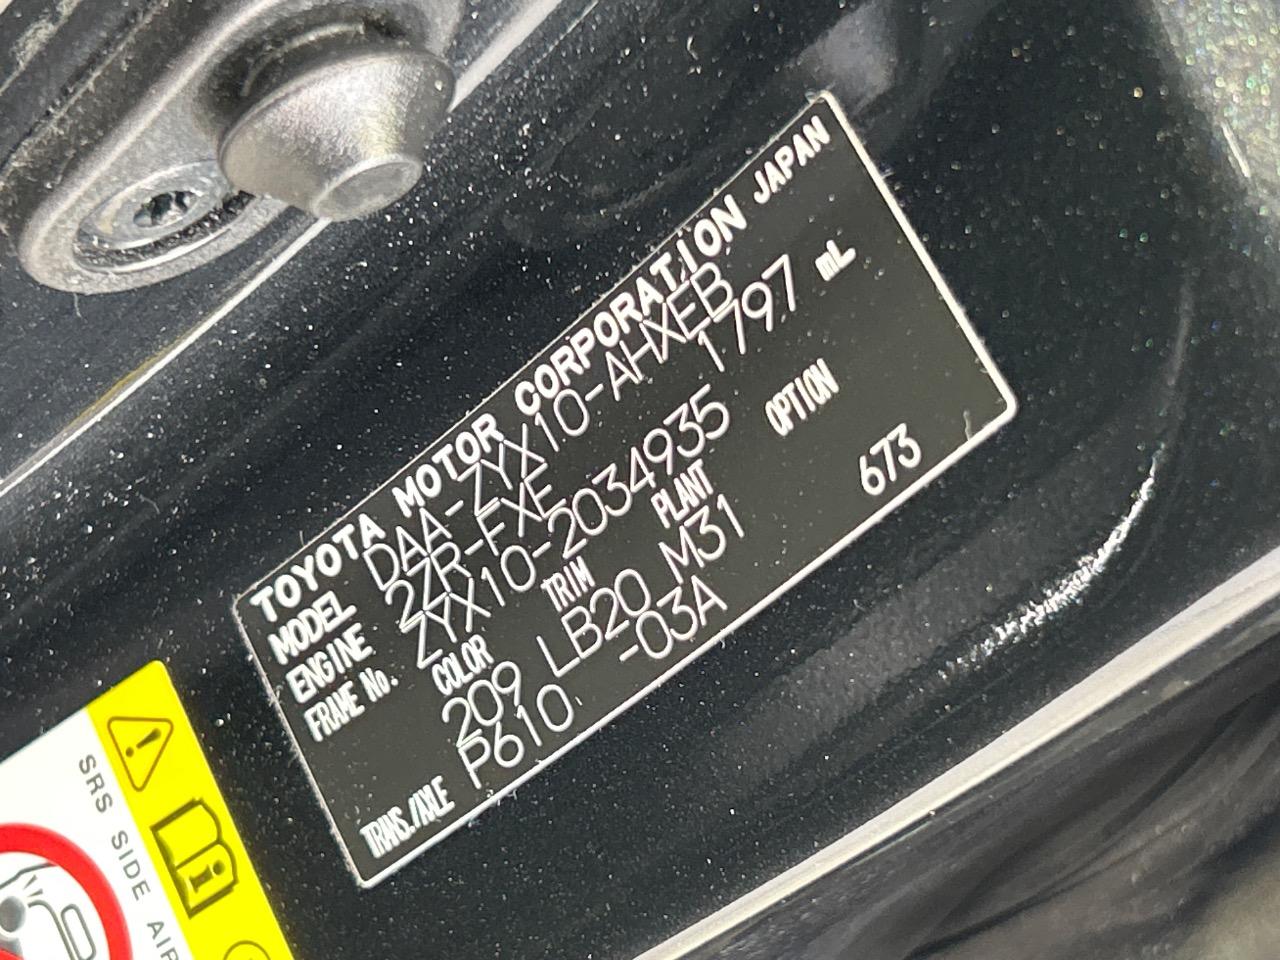 TOYOTA MOTOR CORPORATION JAPAN
MODEL DAA-ZYX10-AHXEB
ENGINE 2ZR-FXE 1797 mL
FRAME No. ZYX10-2034935
COLOR TRIM PLANT OPTION
209 LB20 M31 673
TRANS./AXLE P610 -03A
SRS SIDE AIR